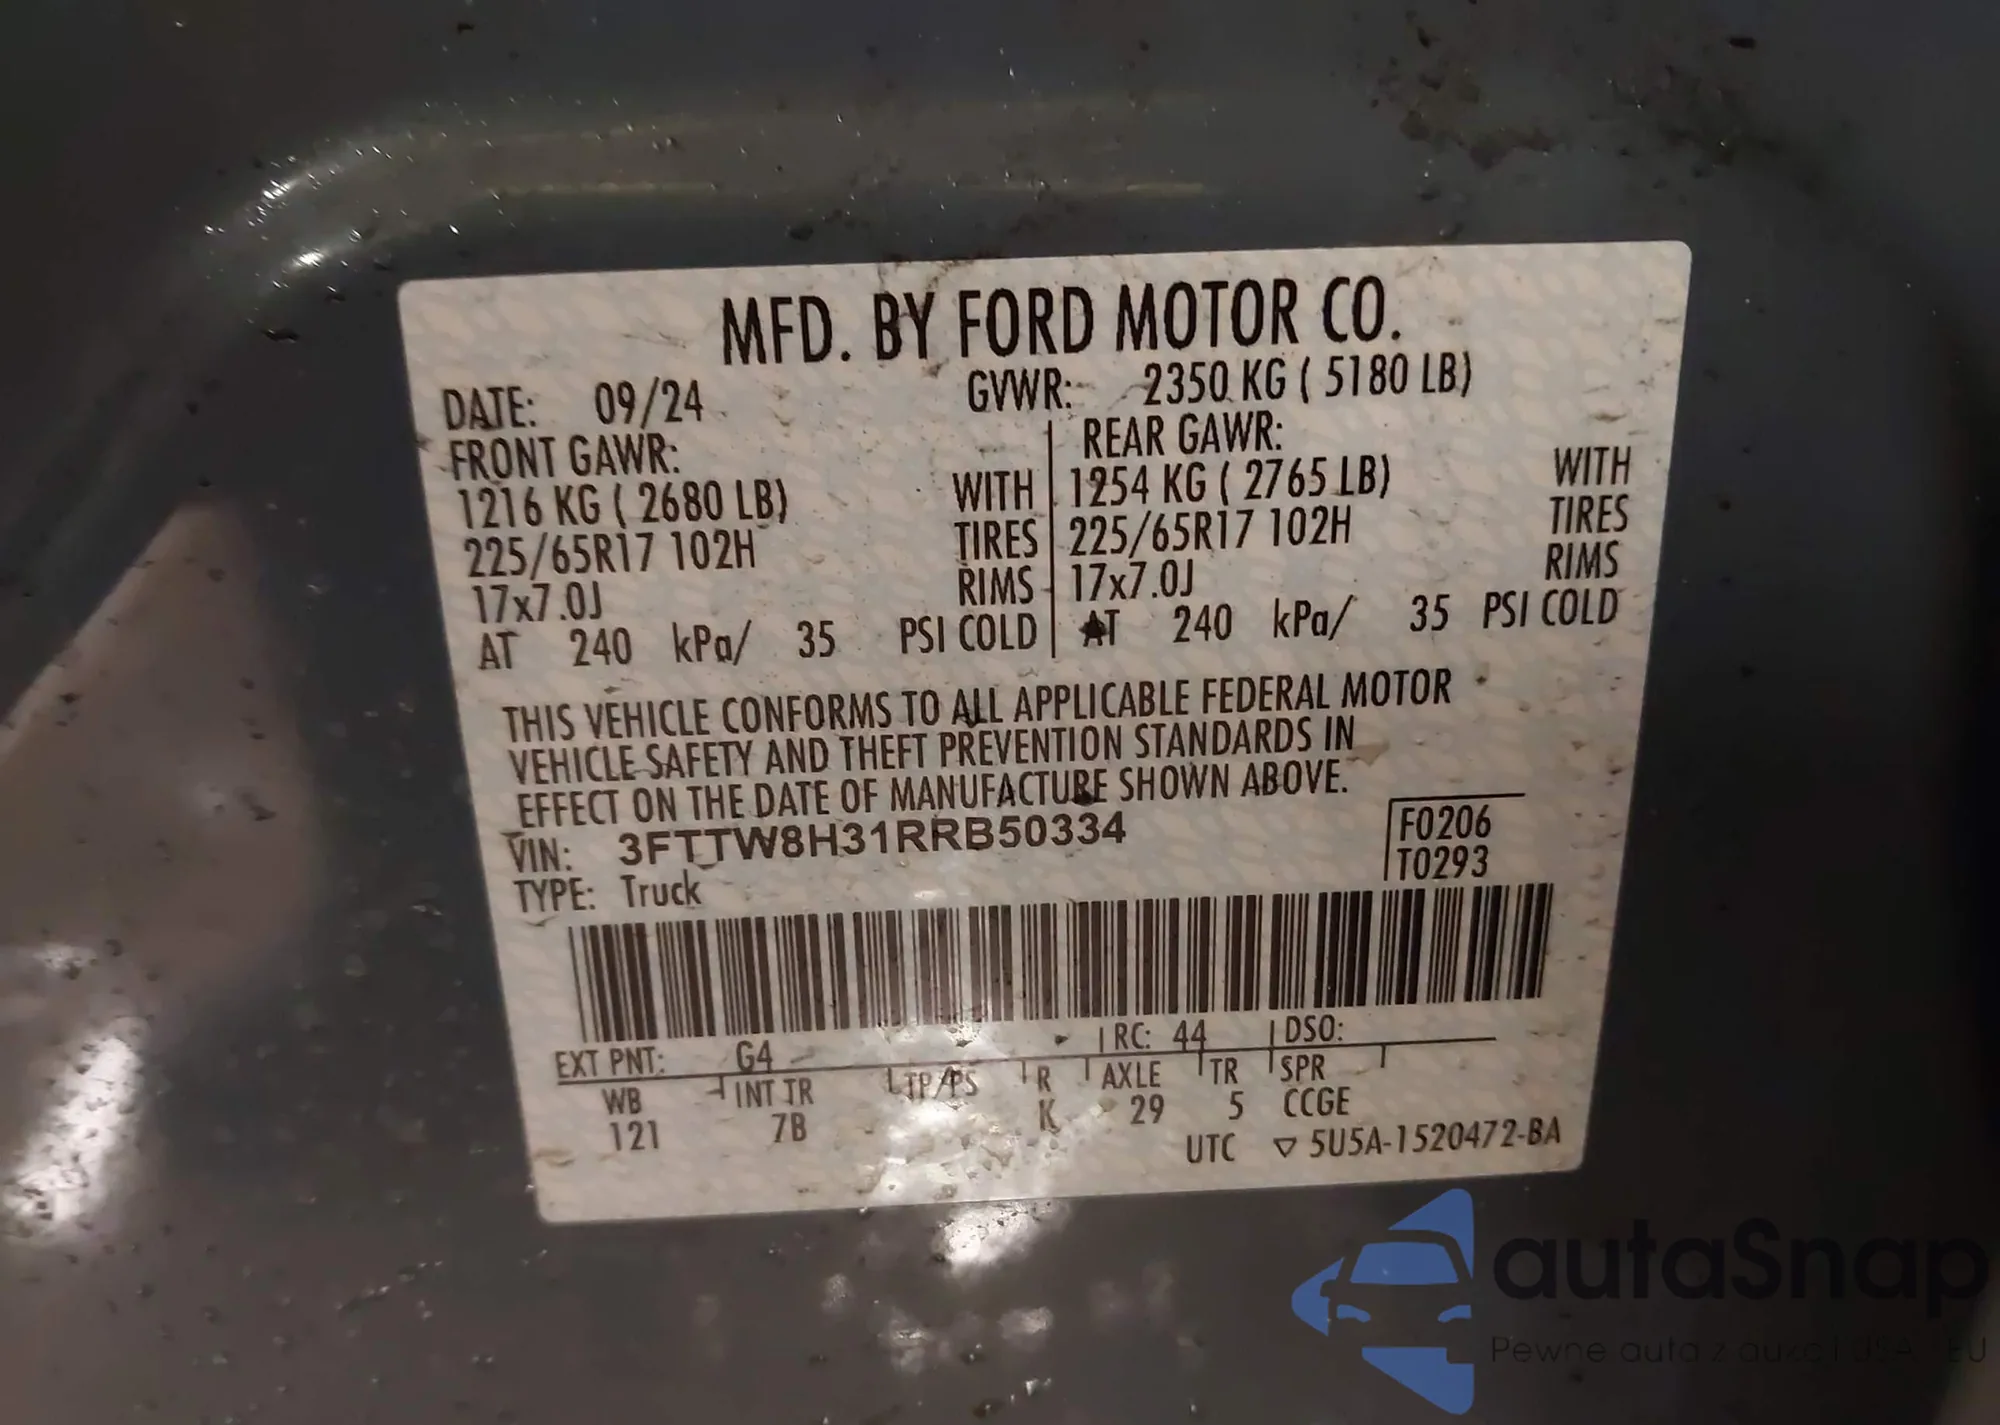 MFD. BY FORD MOTOR CO.
DATE: 09/24 GVWR: 2350 KG ( 5180 LB)
FRONT GAWR: REAR GAWR:
1216 KG ( 2680 LB) WITH 1254 KG ( 2765 LB) WITH
225/65R17 102H TIRES 225/65R17 102H TIRES
17x7.0J RIMS 17x7.0J RIMS
AT 240 kPa/ 35 PSI COLD AT 240 kPa/ 35 PSI COLD
THIS VEHICLE CONFORMS TO ALL APPLICABLE FEDERAL MOTOR
VEHICLE SAFETY AND THEFT PREVENTION STANDARDS IN
EFFECT ON THE DATE OF MANUFACTURE SHOWN ABOVE.
VIN: 3FTTW8H31RRB50334
F0206
T0293
TYPE: Truck
EXT PNT: G4 RC: 44 DSO:
WB INT TR TP/PS R AXLE TR SPR
121 7B K 29 5 CCGE
UTC ▽ 5U5A-1520472-BA
autaSnap
Pewne auta z aukcji USA i EU